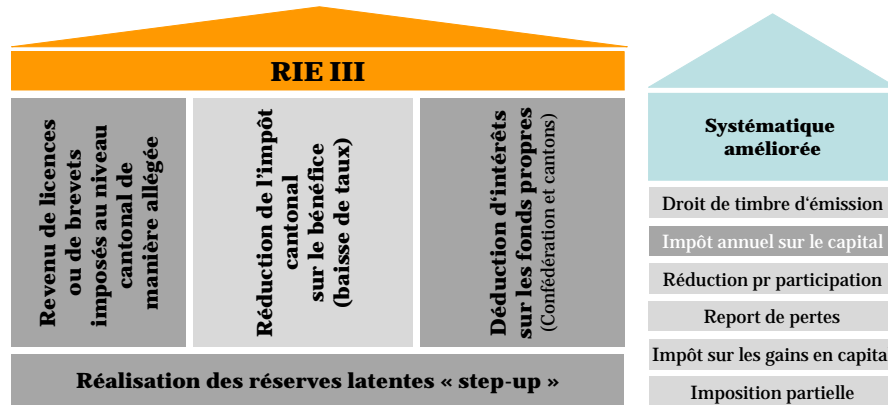 RIE III
Revenu de licences
ou de brevets
imposés au niveau
cantonal de
manière allégée
Réduction de l'impôt
cantonal
sur le bénéfice
(baisse de taux)
Déduction d'intérêts
sur les fonds propres
(Confédération et cantons)
Réalisation des réserves latentes « step-up »
Systématique
améliorée
Droit de timbre d'émission
Impôt annuel sur le capital
Réduction pr participation
Report de pertes
Impôt sur les gains en capita
Imposition partielle